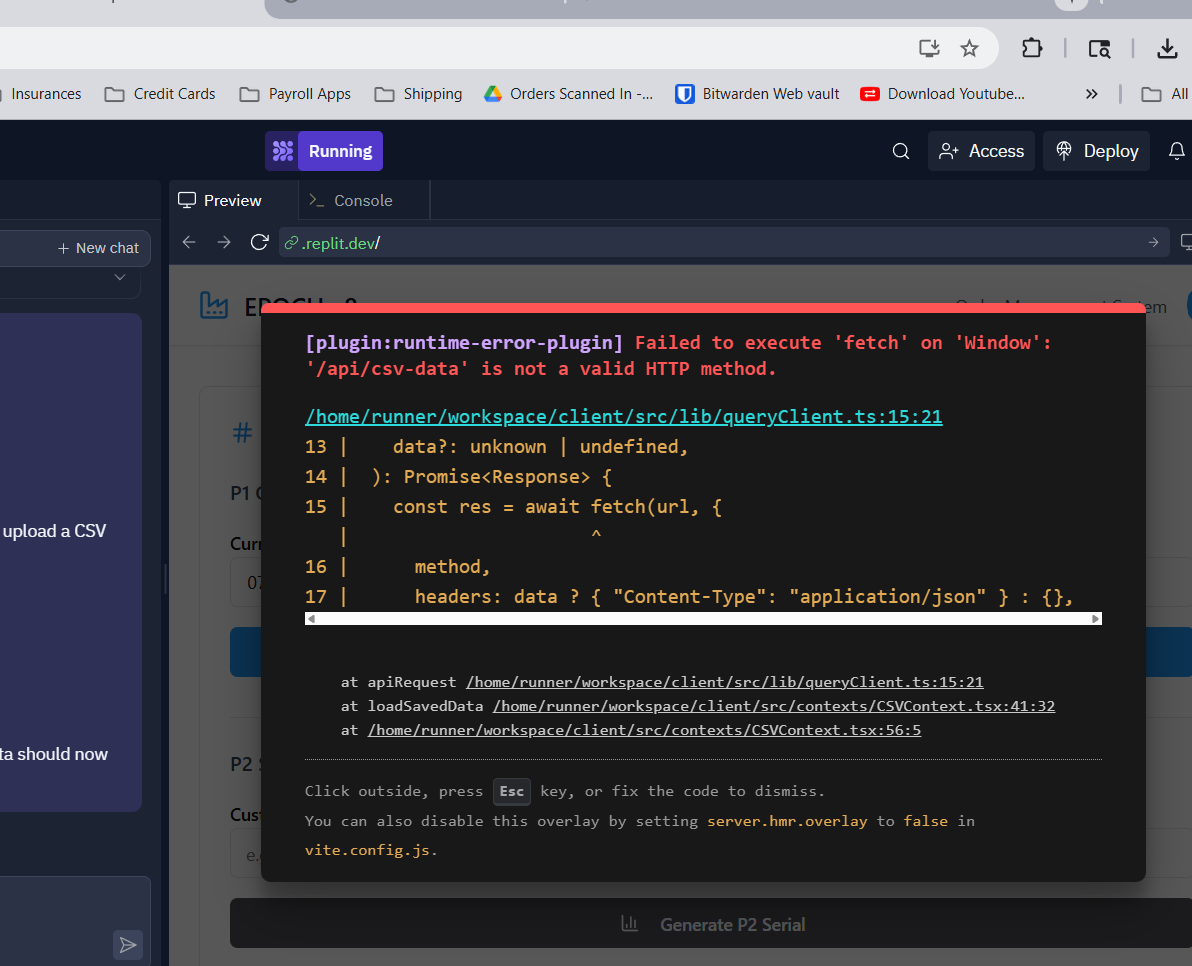 Insurances
Credit Cards
Payroll Apps
Shipping
Orders Scanned In -...
Bitwarden Web vault
Download Youtube...
»
All
Running
Access
Deploy
Preview
>_ Console
+ New chat
.replit.dev/
[plugin:runtime-error-plugin] Failed to execute 'fetch' on 'Window':
'/api/csv-data' is not a valid HTTP method.
/home/runner/workspace/client/src/lib/queryClient.ts:15:21
13 | data?: unknown | undefined,
14 | ): Promise<Response> {
15 | const res = await fetch(url, {
| ^
16 | method,
17 | headers: data ? { "Content-Type": "application/json" } : {},
at apiRequest /home/runner/workspace/client/src/lib/queryClient.ts:15:21
at loadSavedData /home/runner/workspace/client/src/contexts/CSVContext.tsx:41:32
at /home/runner/workspace/client/src/contexts/CSVContext.tsx:56:5
Click outside, press Esc key, or fix the code to dismiss.
You can also disable this overlay by setting server.hmr.overlay to false in
vite.config.js.
upload a CSV
should now
#
P1
P2
Generate P2 Serial